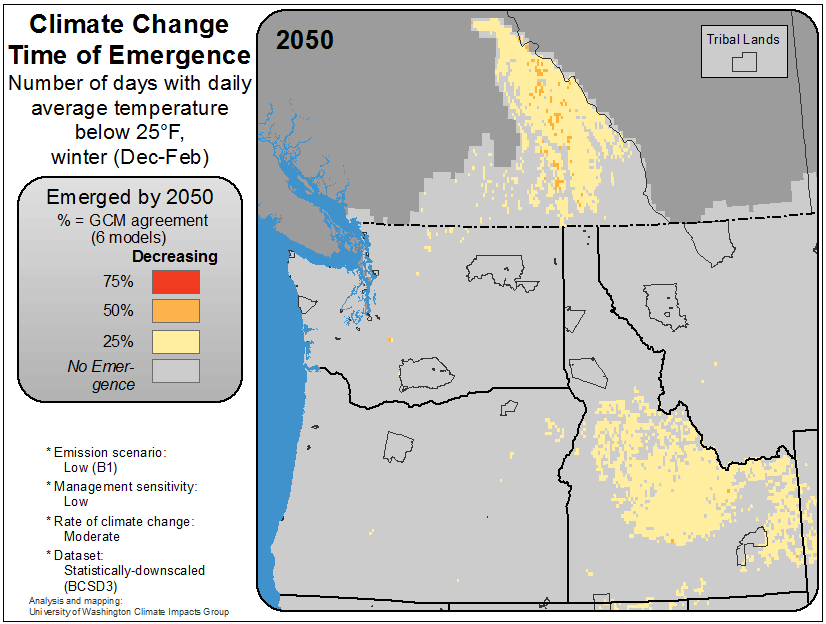 Climate Change
Time of Emergence
Number of days with daily
average temperature
below 25°F,
winter (Dec-Feb)
Emerged by 2050
% = GCM agreement
(6 models)
Decreasing
75%
50%
25%
No Emer-
gence
* Emission scenario:
Low (B1)
* Management sensitivity:
Low
* Rate of climate change:
Moderate
* Dataset:
Statistically-downscaled
(BCSD3)
Analysis and mapping:
University of Washington Climate Impacts Group
2050
Tribal Lands